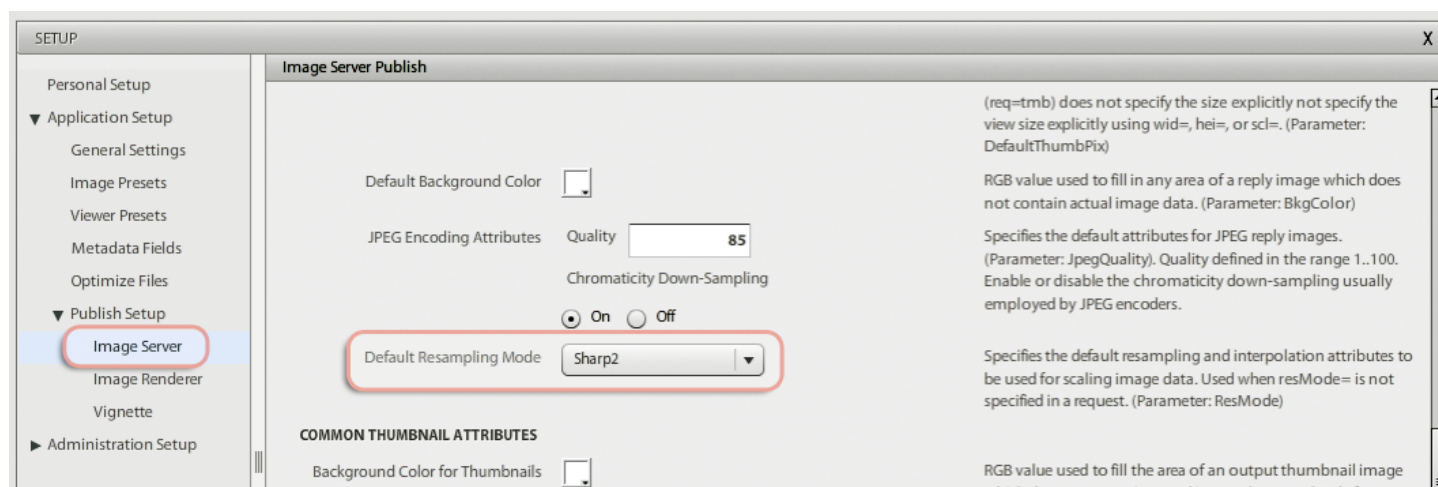 SETUP
X
Personal Setup
▼ Application Setup
General Settings
Image Presets
Viewer Presets
Metadata Fields
Optimize Files
▼ Publish Setup
Image Server
Image Renderer
Vignette
▶ Administration Setup
Image Server Publish
(req=tmb) does not specify the size explicitly not specify the
view size explicitly using wid=, hei=, or scl=. (Parameter:
DefaultThumbPix)
Default Background Color
RGB value used to fill in any area of a reply image which does
not contain actual image data. (Parameter: BkgColor)
JPEG Encoding Attributes Quality 85
Chromaticity Down-Sampling
On Off
Specifies the default attributes for JPEG reply images.
(Parameter: JpegQuality). Quality defined in the range 1..100.
Enable or disable the chromaticity down-sampling usually
employed by JPEG encoders.
Default Resampling Mode Sharp2
Specifies the default resampling and interpolation attributes to
be used for scaling image data. Used when resMode= is not
specified in a request. (Parameter: ResMode)
COMMON THUMBNAIL ATTRIBUTES
Background Color for Thumbnails
RGB value used to fill the area of an output thumbnail image